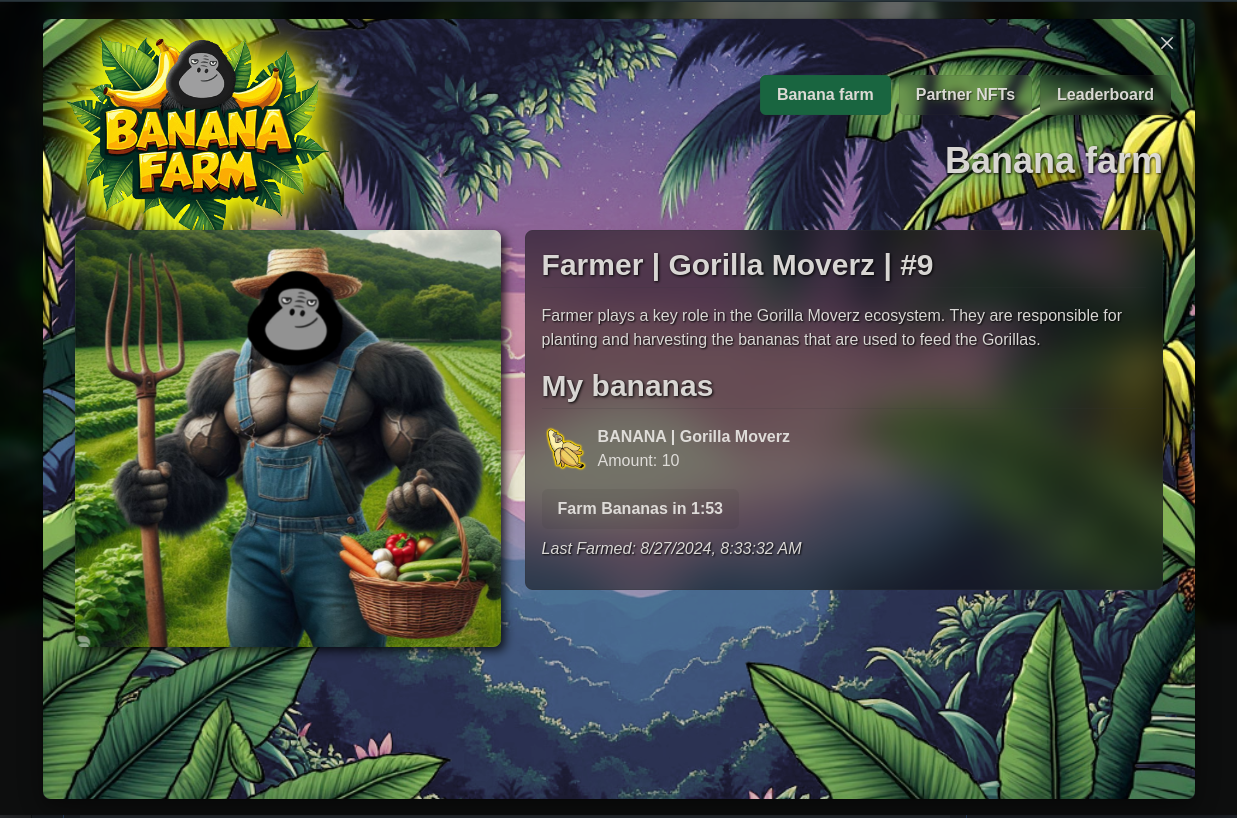 BANANA
FARM
Banana farm
Partner NFTs
Leaderboard
Banana farm
Farmer | Gorilla Moverz | #9
Farmer plays a key role in the Gorilla Moverz ecosystem. They are responsible for
planting and harvesting the bananas that are used to feed the Gorillas.
My bananas
BANANA | Gorilla Moverz
Amount: 10
Farm Bananas in 1:53
Last Farmed: 8/27/2024, 8:33:32 AM